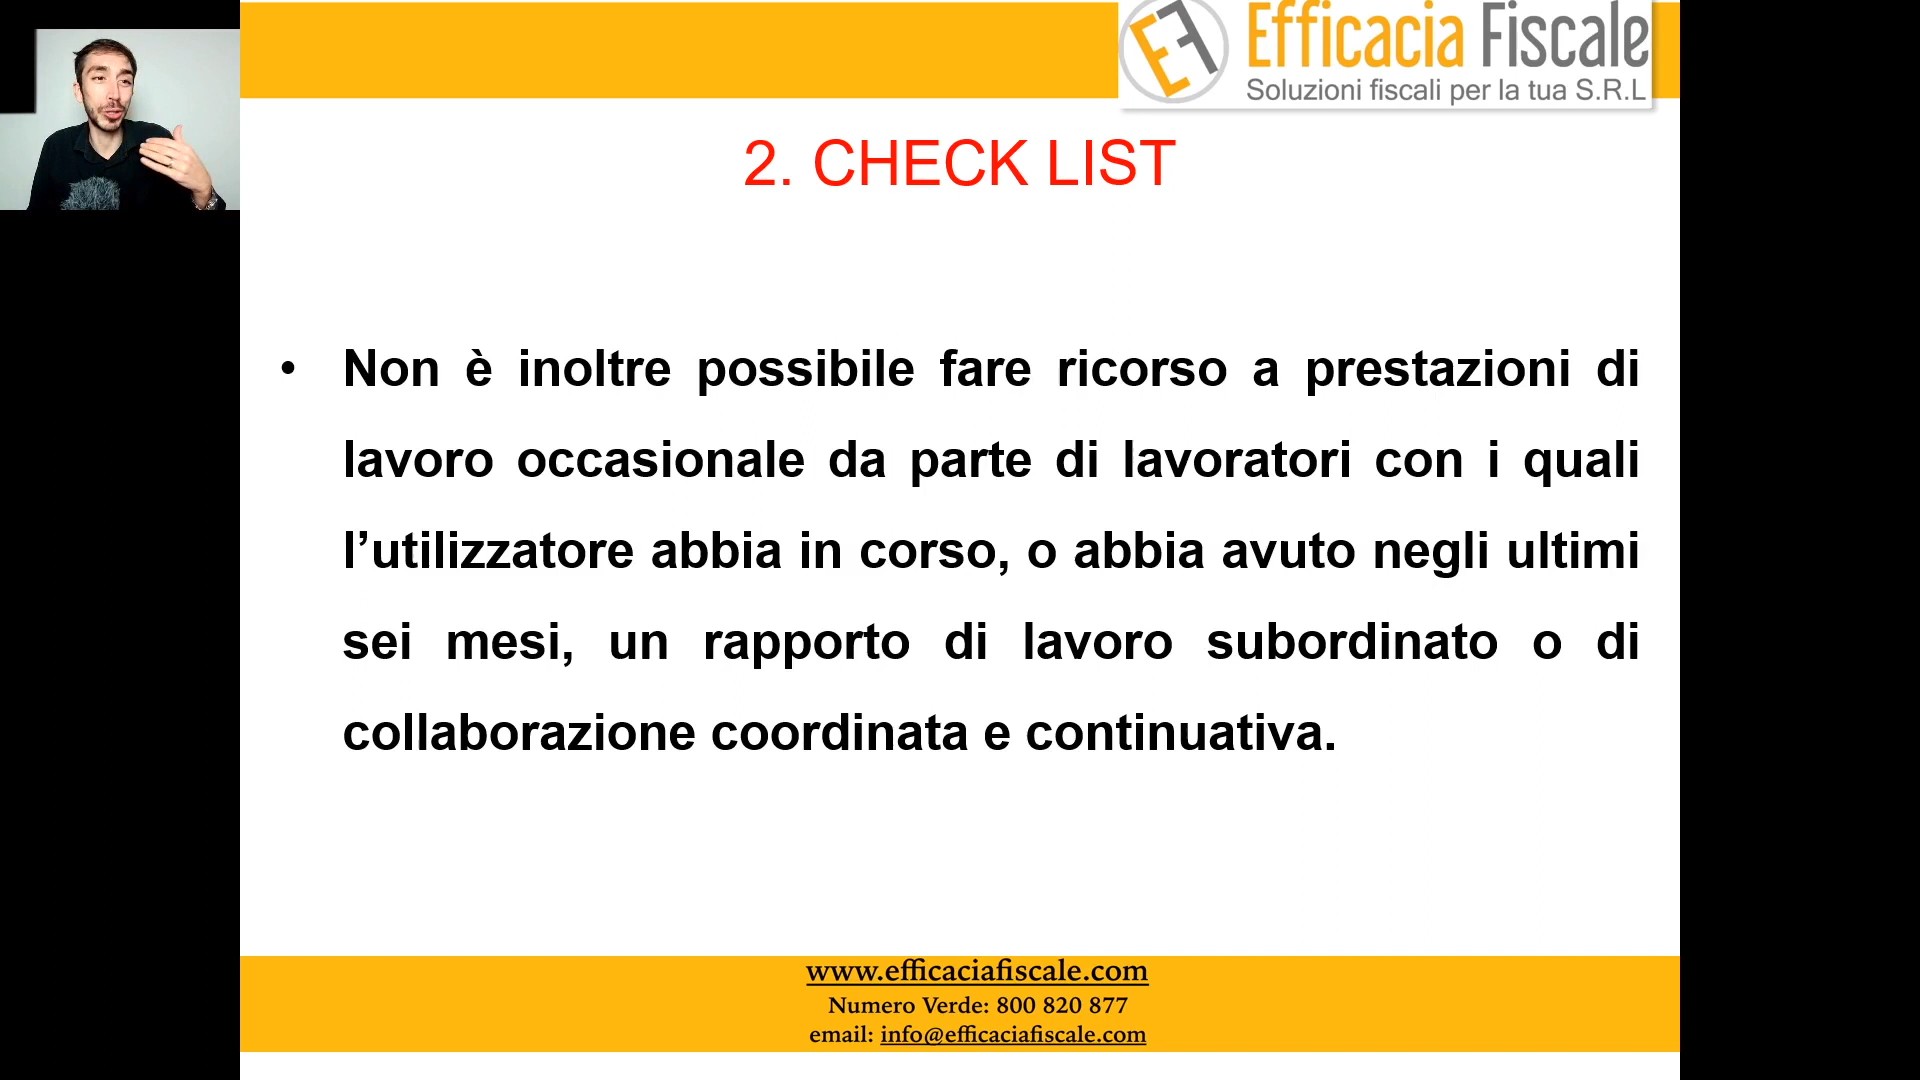 EF
Efficacia Fiscale
Soluzioni fiscali per la tua S.R.L
2. CHECK LIST
• Non è inoltre possibile fare ricorso a prestazioni di
lavoro occasionale da parte di lavoratori con i quali
l’utilizzatore abbia in corso, o abbia avuto negli ultimi
sei mesi, un rapporto di lavoro subordinato o di
collaborazione coordinata e continuativa.
www.efficaciafiscale.com
Numero Verde: 800 820 877
email: info@efficaciafiscale.com